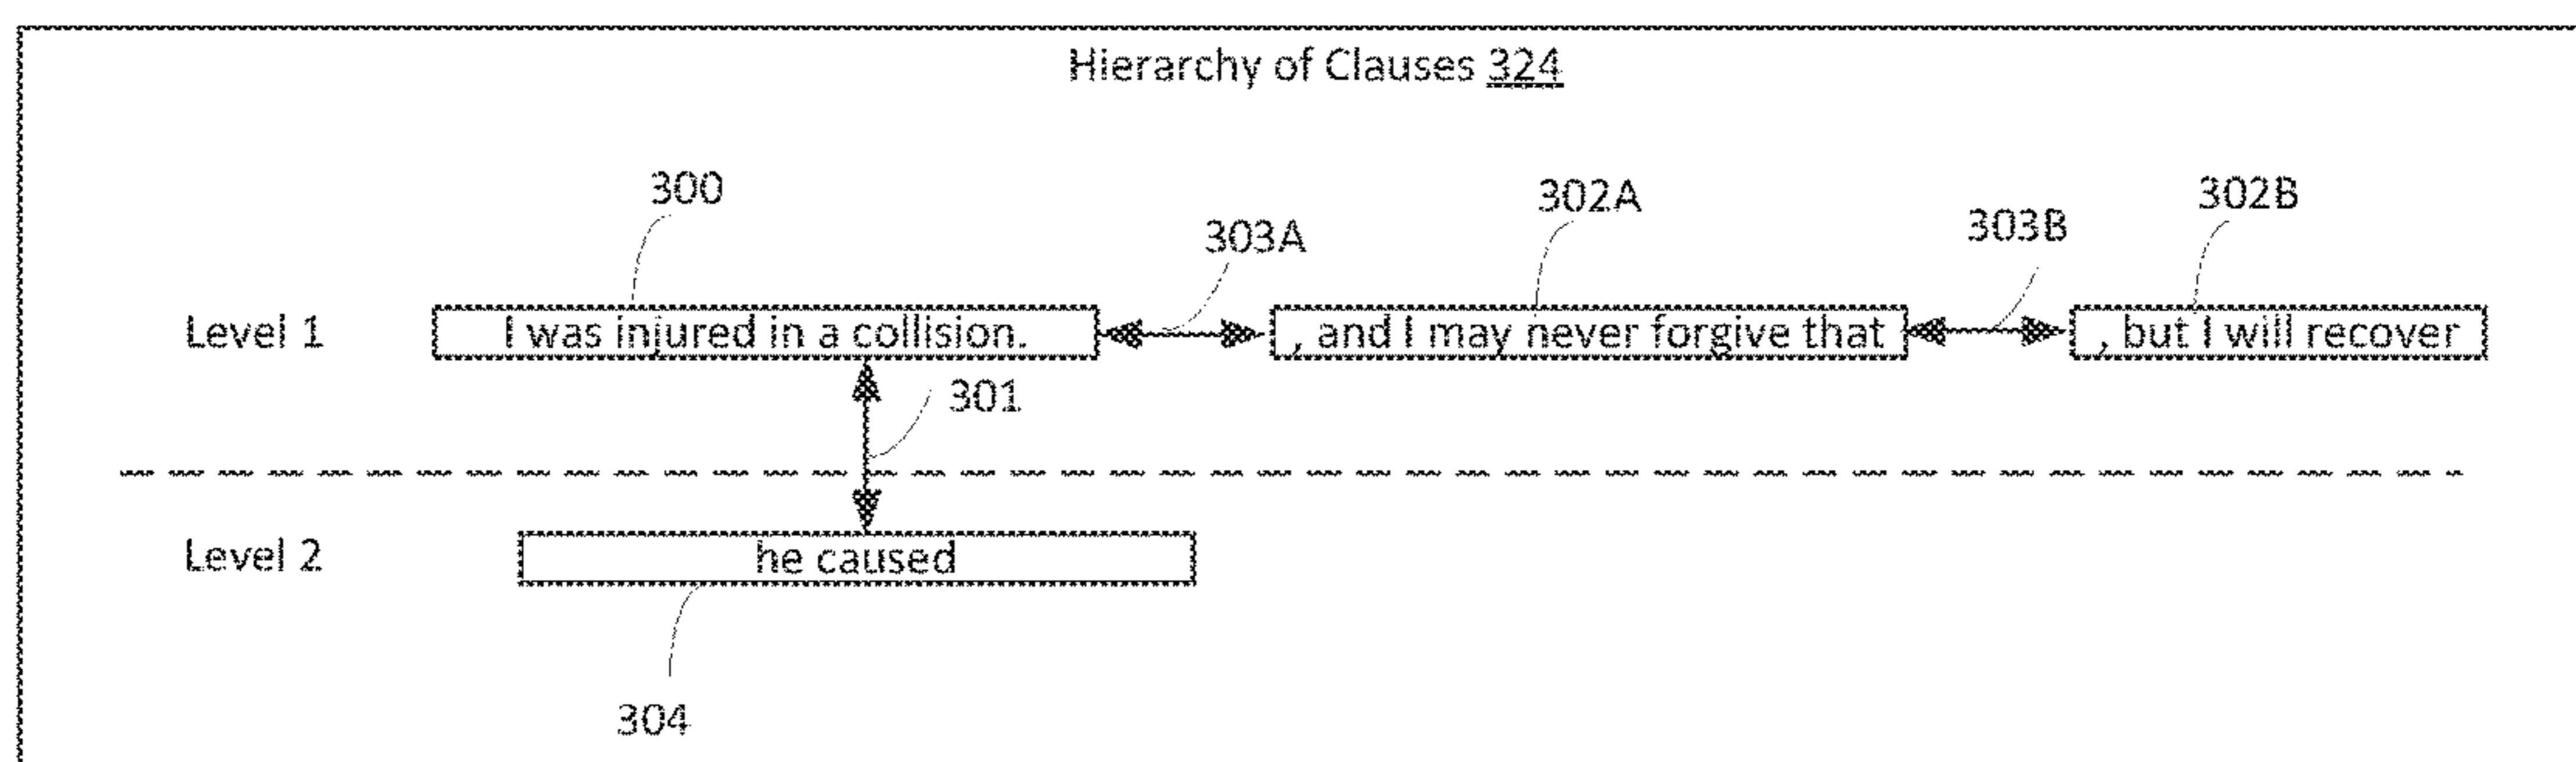 Hierarchy of Clauses 324
300
302A
302B
303A
303B
Level 1
I was injured in a collision.
, and I may never forgive that
, but I will recover
301
Level 2
he caused
304